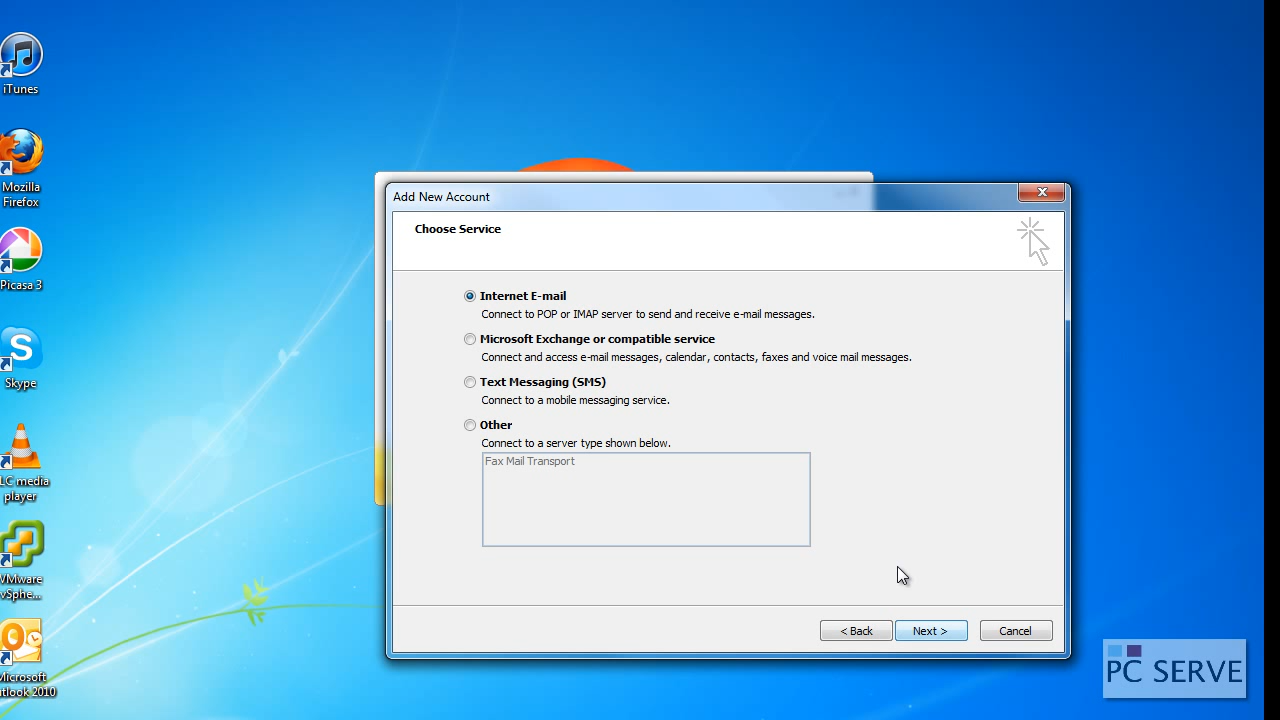 iTunes
Mozilla
Firefox
Picasa 3
Skype
LC media
player
VMware
vSphe...
Microsoft
utlook 2010
Add New Account
Choose Service
Internet E-mail
Connect to POP or IMAP server to send and receive e-mail messages.
Microsoft Exchange or compatible service
Connect and access e-mail messages, calendar, contacts, faxes and voice mail messages.
Text Messaging (SMS)
Connect to a mobile messaging service.
Other
Connect to a server type shown below.
Fax Mail Transport
< Back
Next >
Cancel
PC SERVE